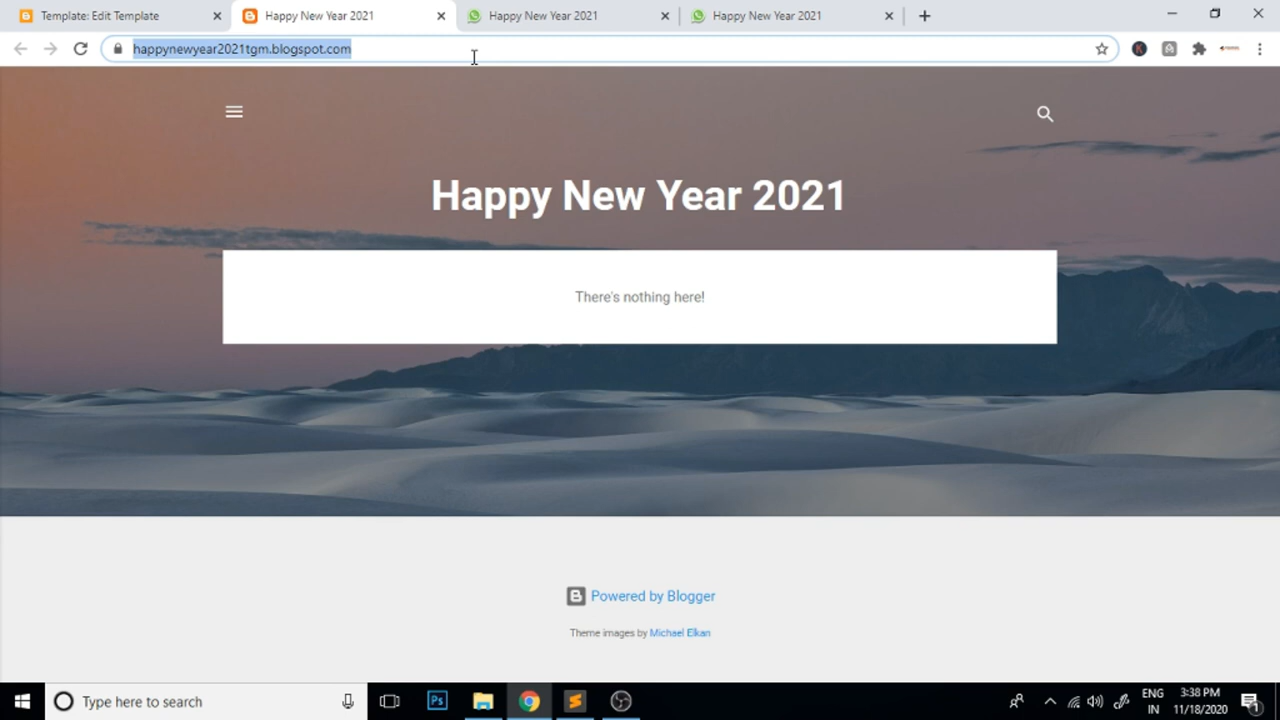 Template: Edit Template
Happy New Year 2021
Happy New Year 2021
Happy New Year 2021
happynewyear2021tgm.blogspot.com
Happy New Year 2021
There's nothing here!
Powered by Blogger
Theme images by Michael Elkan
Type here to search
Ps
ENG
IN
3:38 PM
11/18/2020
1